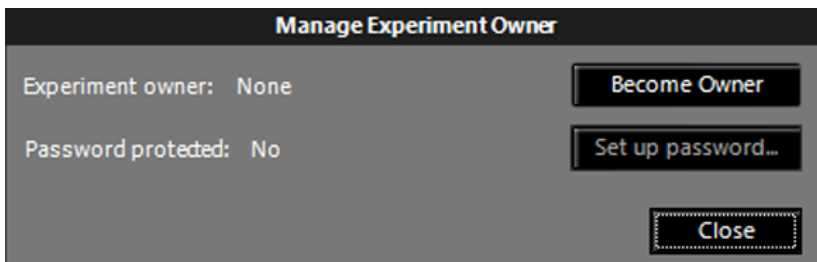 Manage Experiment Owner
Experiment owner: None
Become Owner
Password protected: No
Set up password...
Close